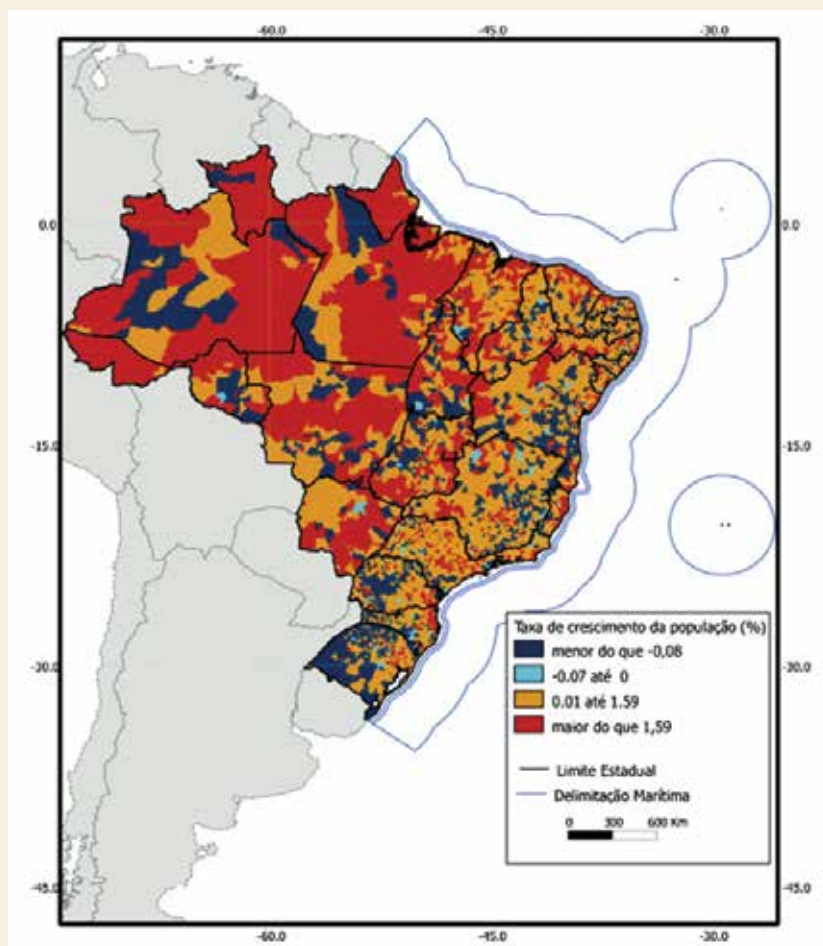 -60.0 -45.0 -30.0
0.0 0.0
-15.0 -15.0
Taxa de crescimento da população (%)
menor do que -0,08
-0.07 até 0
0.01 até 1.59
maior do que 1,59
Limite Estadual
Delimitação Marítima
0 300 600 Km
-30.0 -30.0
-45.0 -45.0
-60.0 -45.0 -30.0